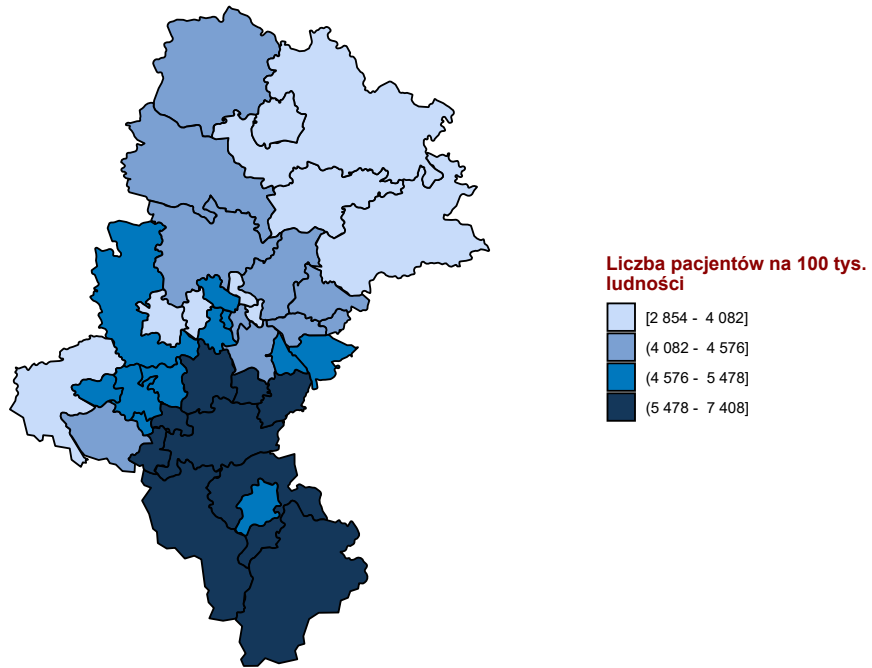 Liczba pacjentów na 100 tys.
ludności
[2 854 - 4 082]
(4 082 - 4 576]
(4 576 - 5 478]
(5 478 - 7 408]